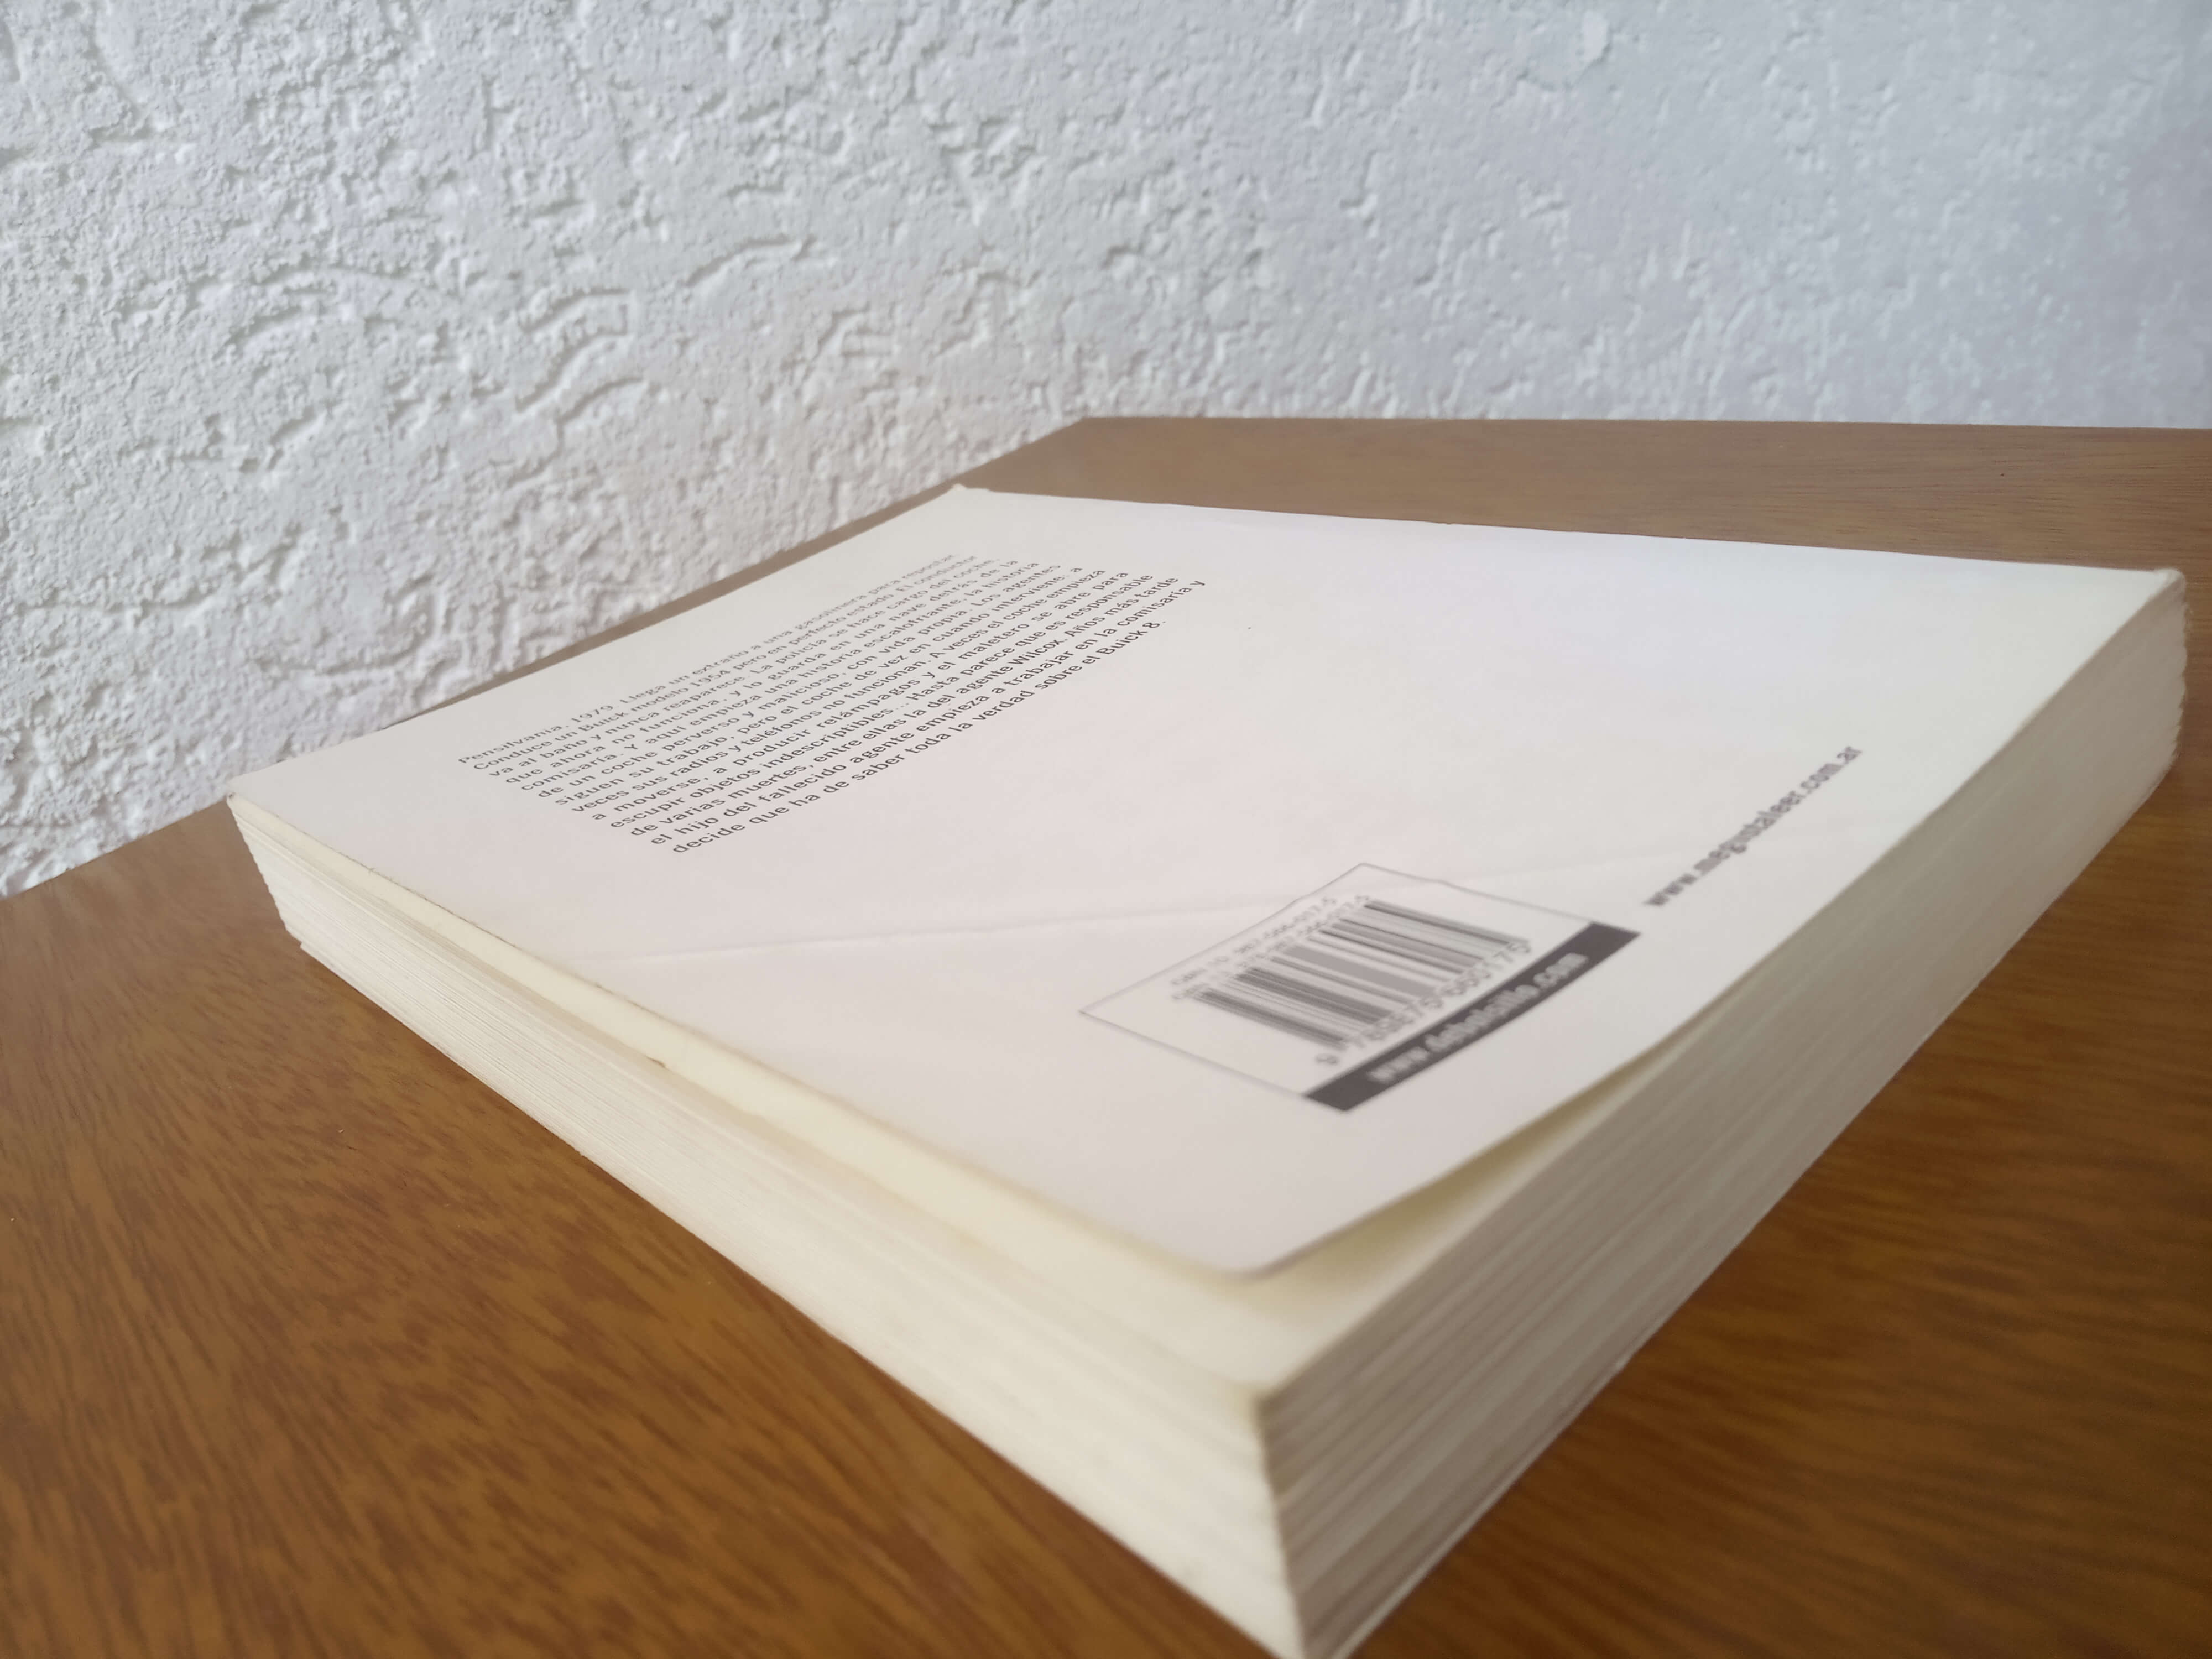 Pensilvania, 1979. Llega un extraño a una gasolinera para repostar.
Conduce un Buick modelo 1954 pero en perfecto estado. El conductor
va al baño y nunca reaparece. La policía se hace cargo del coche,
que ahora no funciona, y lo guarda en una nave detrás de la
comisaría. Y aquí empieza una historia escalofriante, la historia
de un coche perverso y malicioso, con vida propia. Los agentes
siguen su trabajo, pero el coche de vez en cuando interviene: a
veces sus radios y teléfonos no funcionan. A veces el coche empieza
a moverse, a producir relámpagos y el maletero se abre para
escupir objetos indescriptibles... Hasta parece que es responsable
de varias muertes, entre ellas la del agente Wilcox. Años más tarde
el hijo del fallecido agente empieza a trabajar en la comisaría y
decide que ha de saber toda la verdad sobre el Buick 8.
www.megustaleer.com.ar
www.debolsillo.com